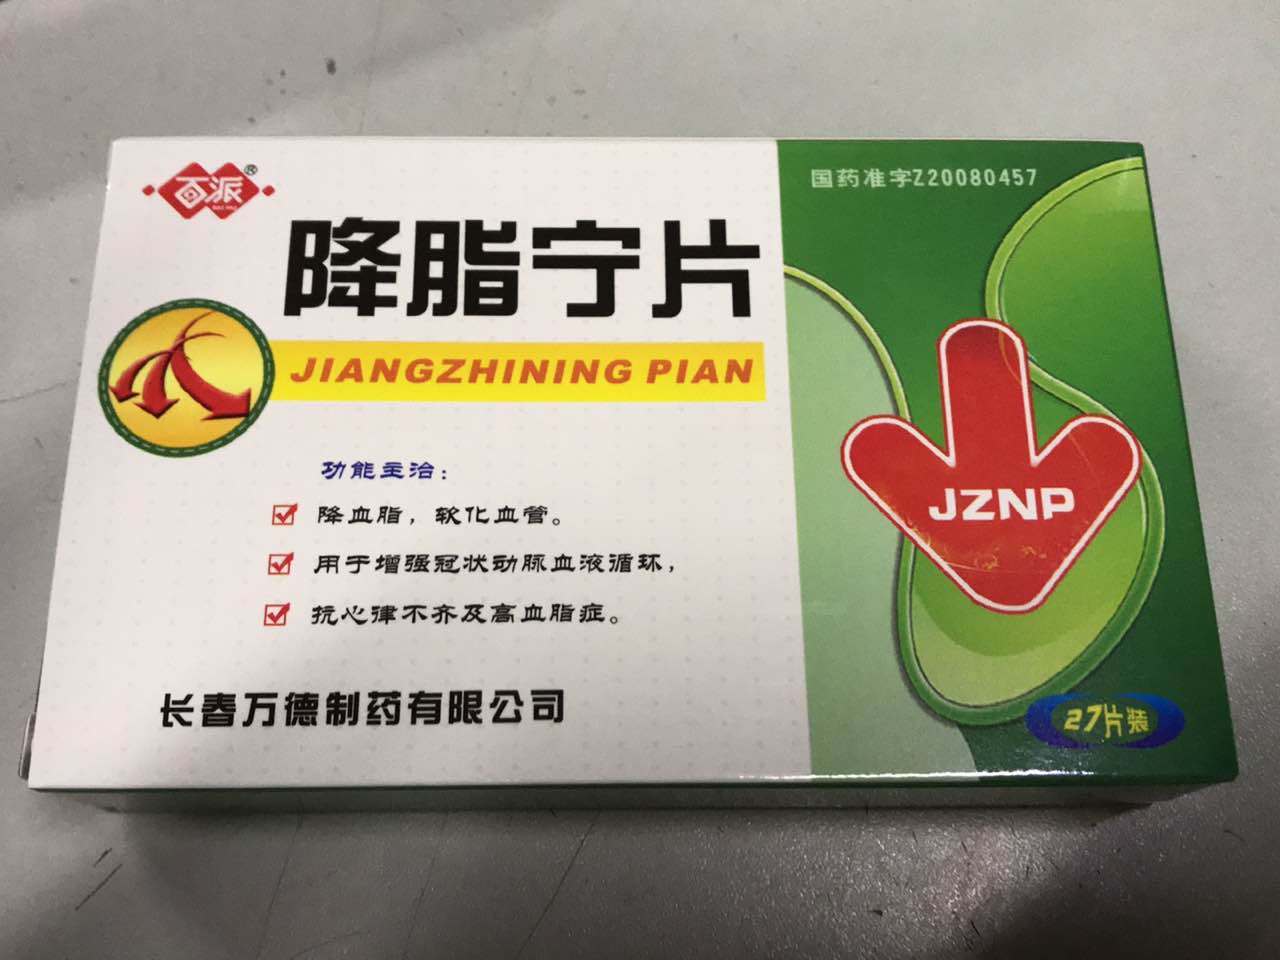 百派®
国药准字Z20080457
降脂宁片
JIANGZHINING PIAN
功能主治：
降血脂，软化血管。
用于增强冠状动脉血液循环，
抗心律不齐及高血脂症。
JZNP
长春万德制药有限公司
27片装